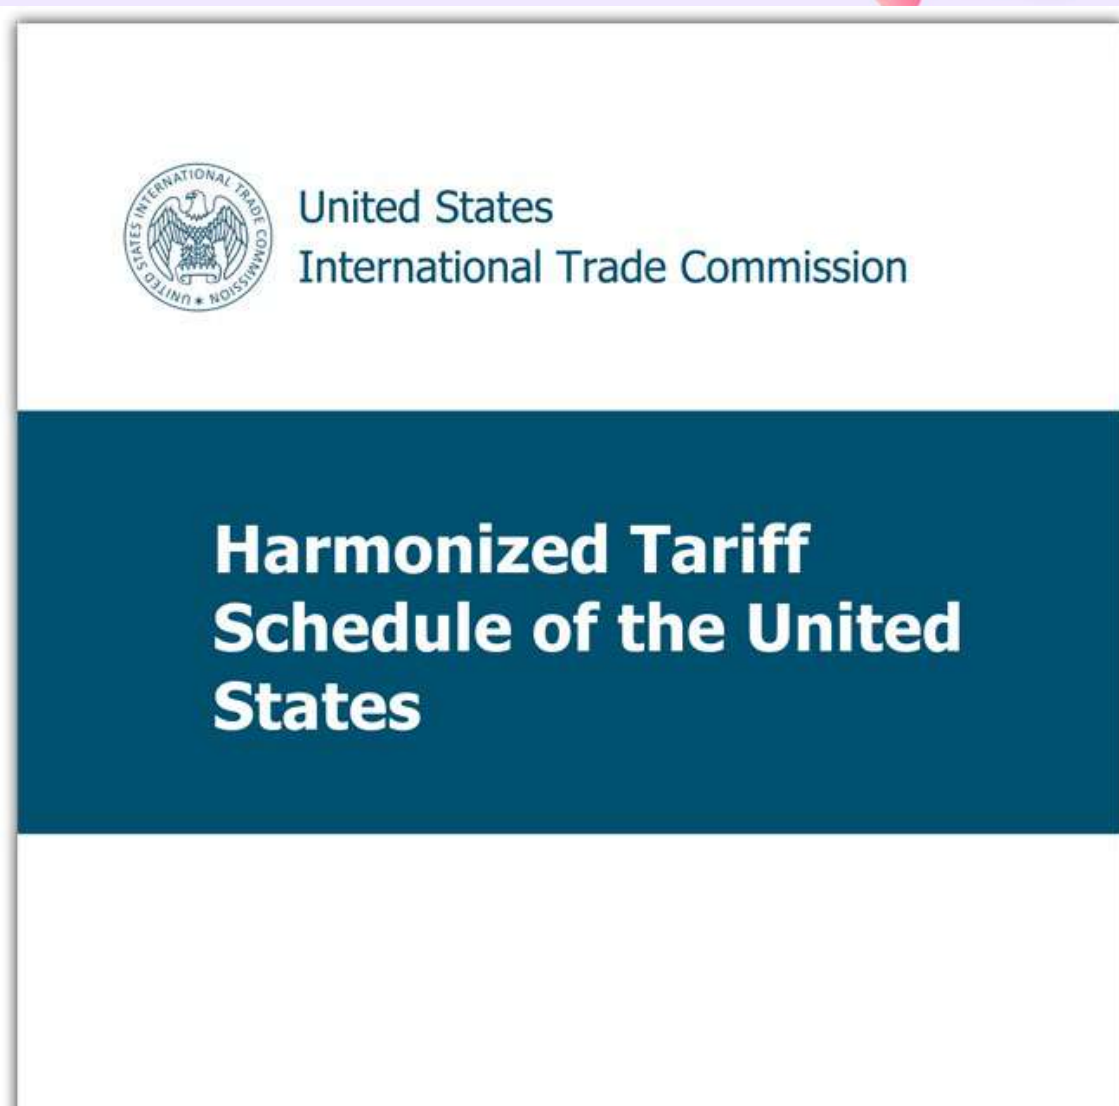 UNITED STATES INTERNATIONAL TRADE COMMISSION
United States
International Trade Commission
Harmonized Tariff
Schedule of the United
States